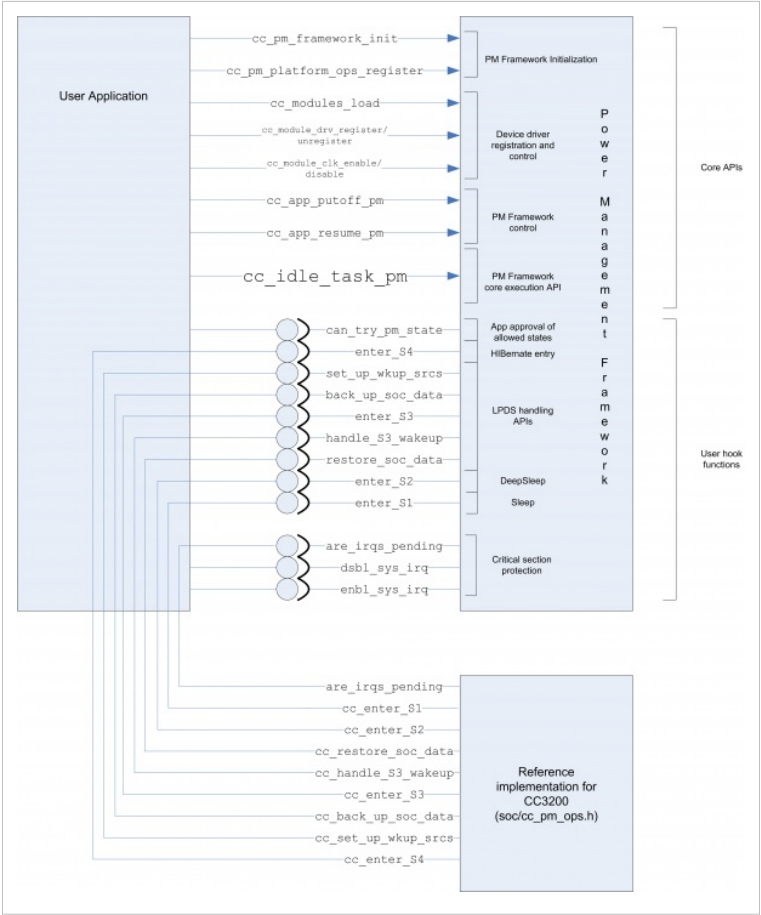 User Application
cc_pm_framework_init
cc_pm_platform_ops_register
PM Framework Initialization
cc_modules_load
cc_module_drv_register/
unregister
cc_module_clk_enable/
disable
Device driver
registration and
control
cc_app_putoff_pm
cc_app_resume_pm
PM Framework
control
cc_idle_task_pm
PM Framework
core execution API
Power Management Framework
Core APIs
can_try_pm_state
App approval of
allowed states
enter_S4
HIBernate entry
set_up_wkup_srcs
back_up_soc_data
enter_S3
handle_S3_wakeup
restore_soc_data
LPDS handling
APIs
enter_S2
DeepSleep
enter_S1
Sleep
User hook
functions
are_irqs_pending
dsbl_sys_irq
enbl_sys_irq
Critical section
protection
are_irqs_pending
cc_enter_S1
cc_enter_S2
cc_restore_soc_data
cc_handle_S3_wakeup
cc_enter_S3
cc_back_up_soc_data
cc_set_up_wkup_srcs
cc_enter_S4
Reference
implementation for
CC3200
(soc/cc_pm_ops.h)